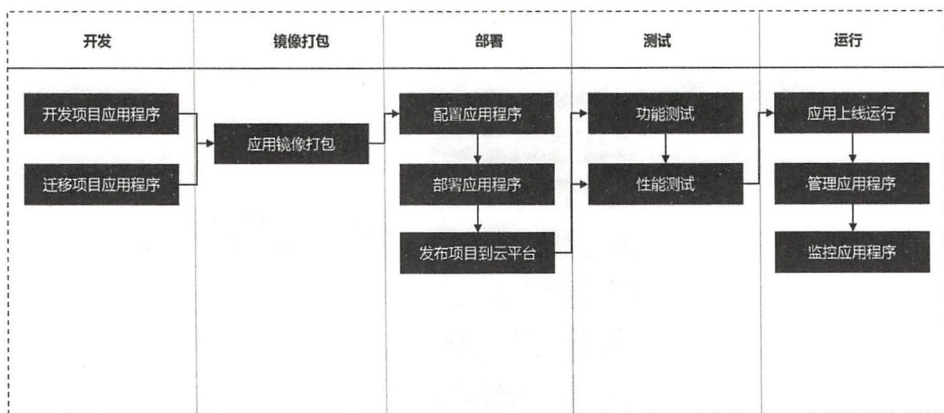 开发
镜像打包
部署
测试
运行
开发项目应用程序
迁移项目应用程序
应用镜像打包
配置应用程序
部署应用程序
发布项目到云平台
功能测试
性能测试
应用上线运行
管理应用程序
监控应用程序